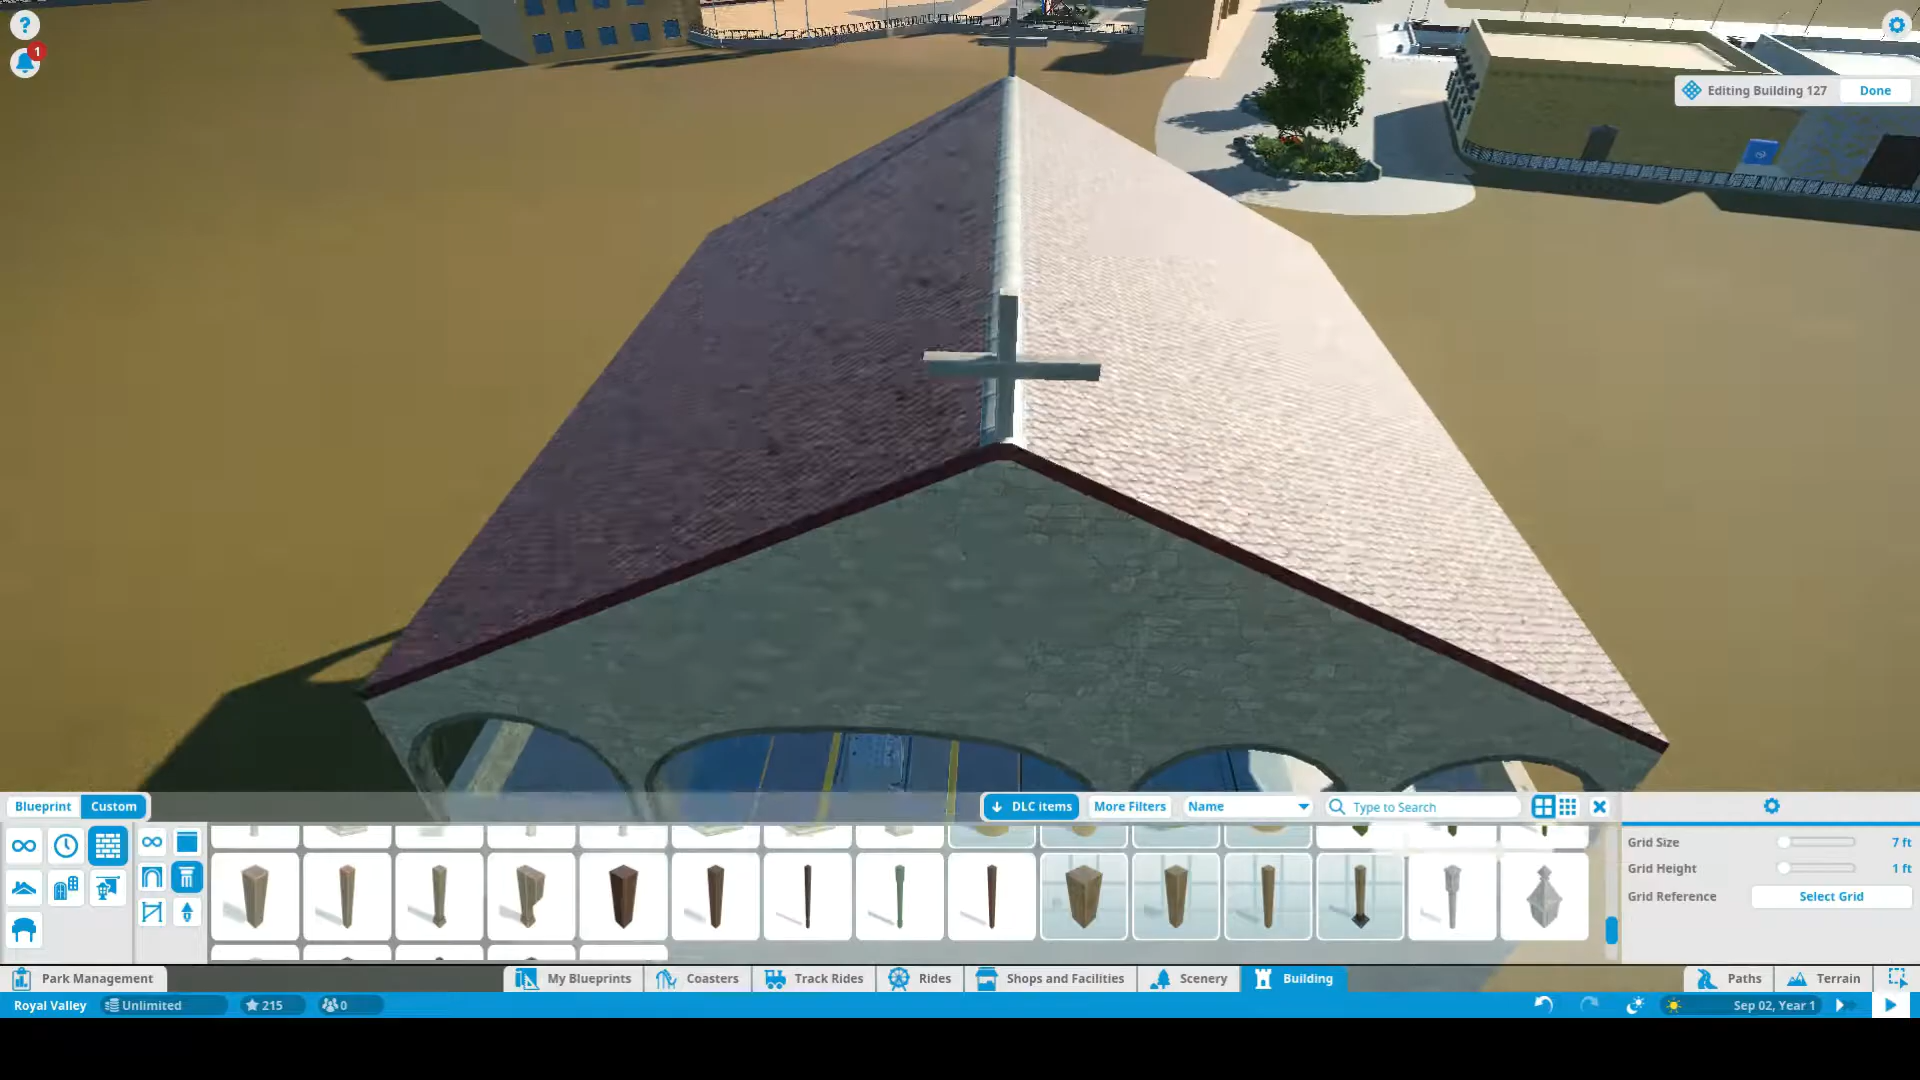 ?
1
Editing Building 127
Done
Blueprint
Custom
DLC items
More Filters
Name
Type to Search
Grid Size
7 ft
Grid Height
1 ft
Grid Reference
Select Grid
Park Management
My Blueprints
Coasters
Track Rides
Rides
Shops and Facilities
Scenery
Building
Paths
Terrain
Royal Valley
Unlimited
215
0
Sep 02, Year 1